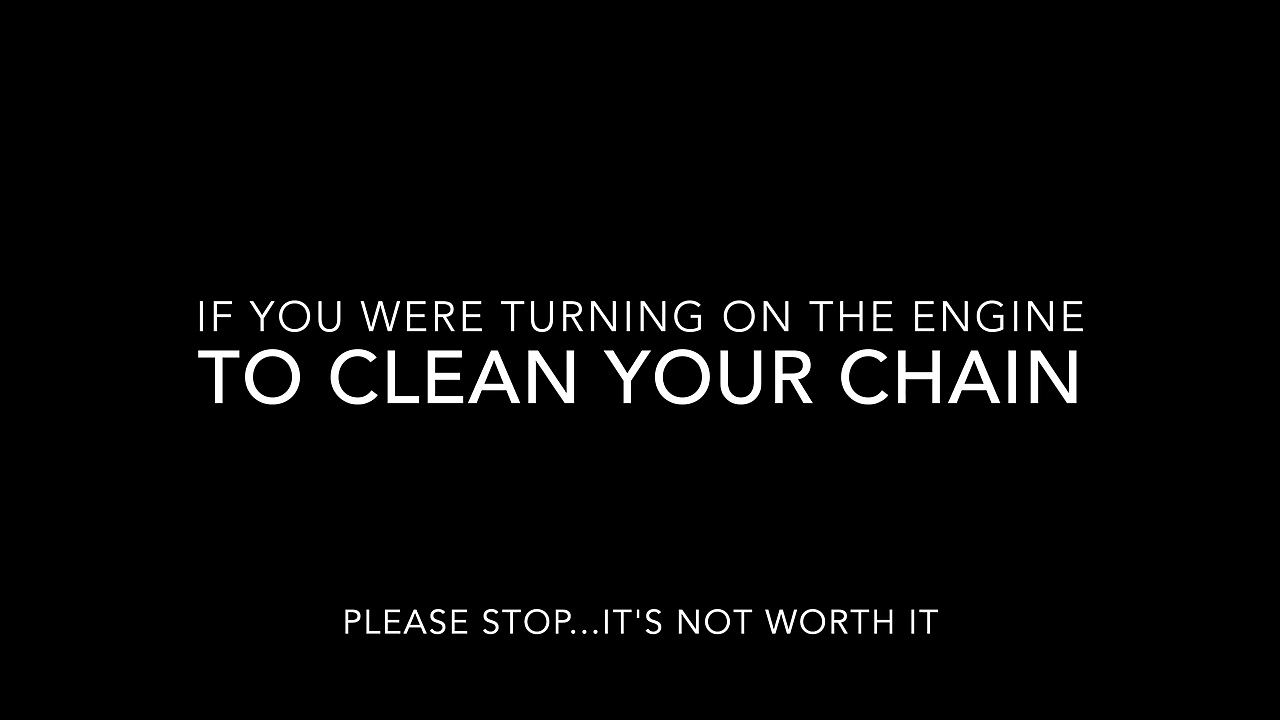 IF YOU WERE TURNING ON THE ENGINE
TO CLEAN YOUR CHAIN
PLEASE STOP...IT'S NOT WORTH IT